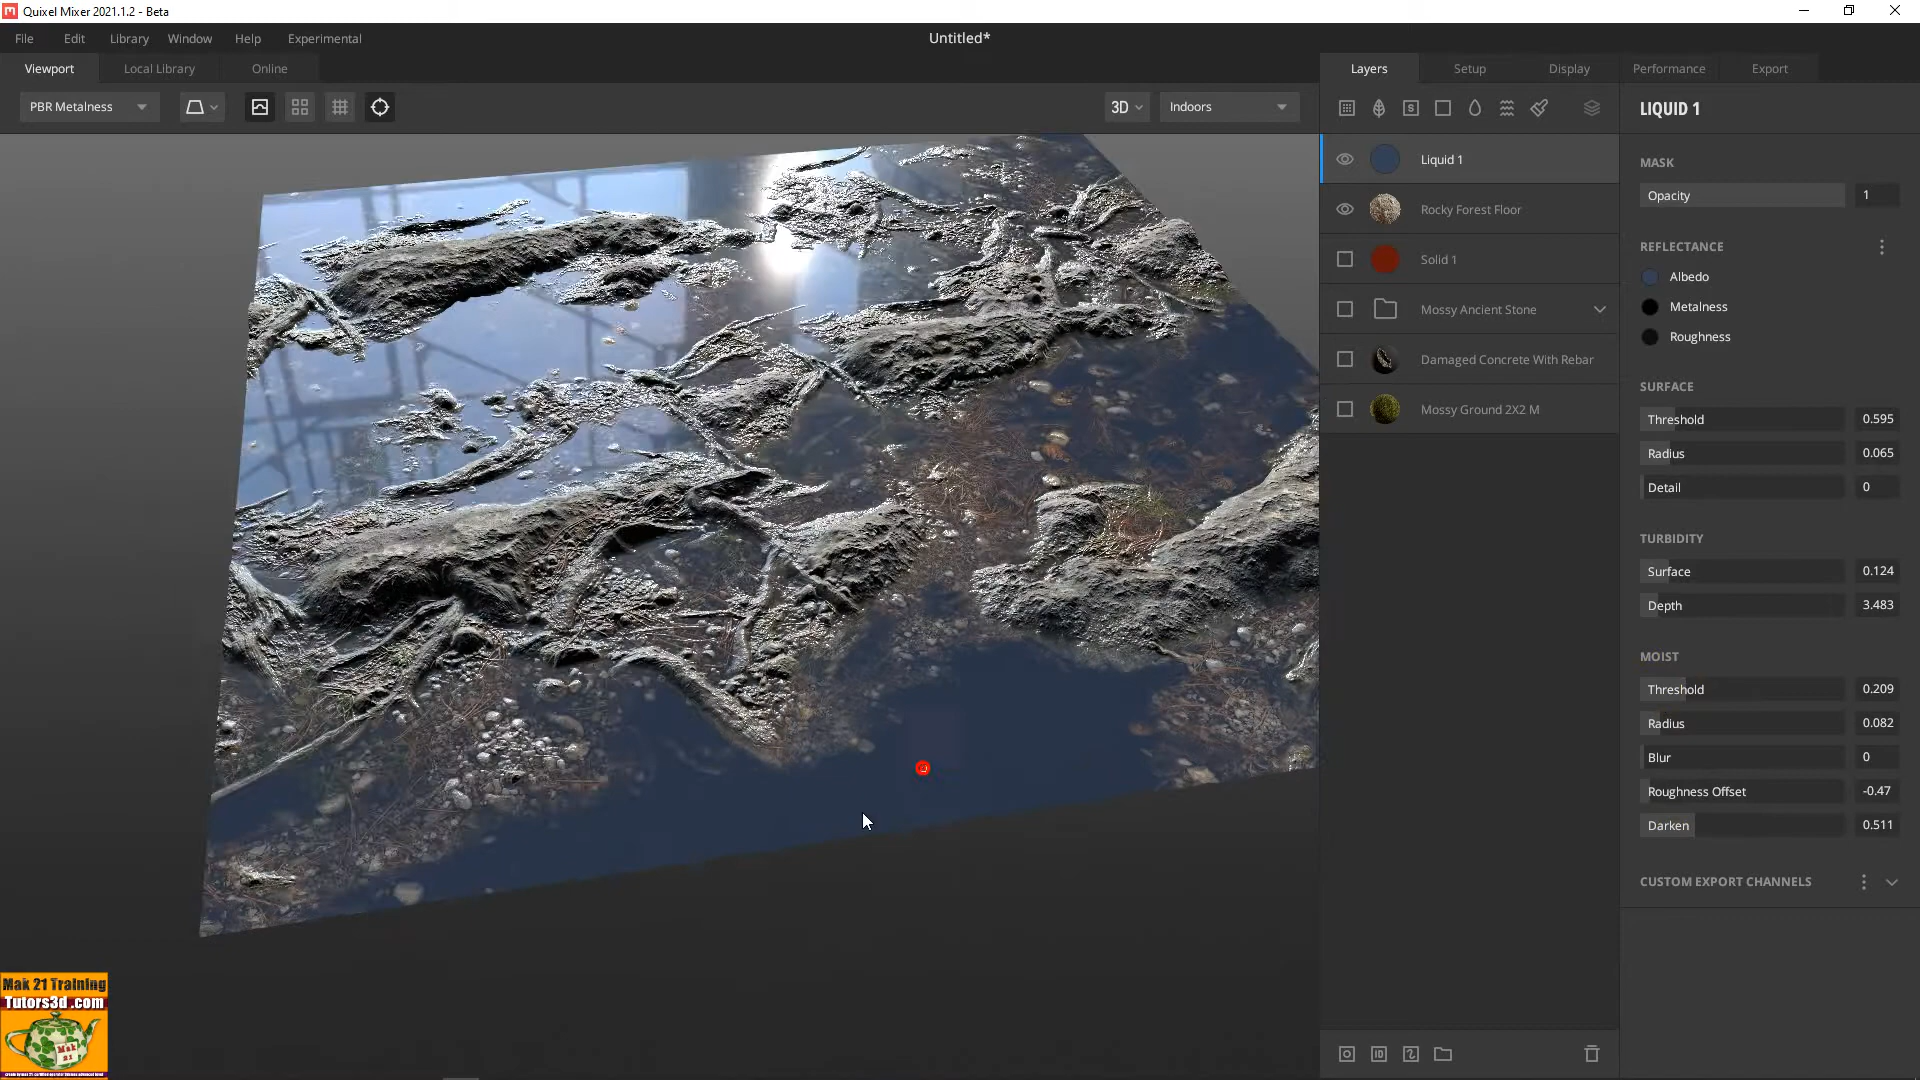 Quixel Mixer 2021.1.2 - Beta
File Edit Library Window Help Experimental
Untitled*
Viewport Local Library Online
Layers Setup Display Performance Export
PBR Metalness
3D
Indoors
LIQUID 1
Liquid 1
Rocky Forest Floor
Solid 1
Mossy Ancient Stone
Damaged Concrete With Rebar
Mossy Ground 2X2 M
MASK
Opacity 1
REFLECTANCE
Albedo
Metalness
Roughness
SURFACE
Threshold 0.595
Radius 0.065
Detail 0
TURBIDITY
Surface 0.124
Depth 3.483
MOIST
Threshold 0.209
Radius 0.082
Blur 0
Roughness Offset -0.47
Darken 0.511
CUSTOM EXPORT CHANNELS
Mak 21 Training
Tutors3d .com
Mak
21